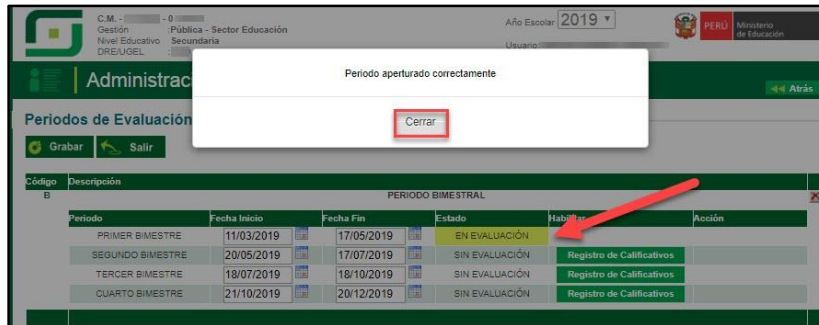 C.M. - - 0
Gestión :Pública - Sector Educación
Nivel Educativo Secundaria
DRE/UGEL :
Año Escolar 2019
Usuario:
PERÚ Ministerio de Educación
Administrac
Atrás
Periodo aperturado correctamente
Cerrar
Periodos de Evaluación
Grabar Salir
Código Descripción
B PERIODO BIMESTRAL
Periodo Fecha Inicio Fecha Fin Estado Habilitar Acción
PRIMER BIMESTRE 11/03/2019 17/05/2019 EN EVALUACIÓN
SEGUNDO BIMESTRE 20/05/2019 17/07/2019 SIN EVALUACIÓN Registro de Calificativos
TERCER BIMESTRE 18/07/2019 18/10/2019 SIN EVALUACIÓN Registro de Calificativos
CUARTO BIMESTRE 21/10/2019 20/12/2019 SIN EVALUACIÓN Registro de Calificativos